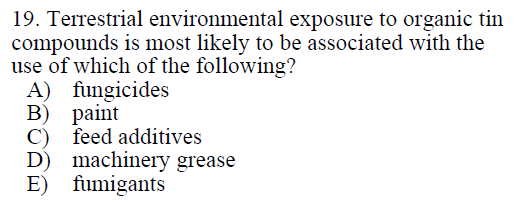 19. Terrestrial environmental exposure to organic tin
compounds is most likely to be associated with the
use of which of the following?
A) fungicides
B) paint
C) feed additives
D) machinery grease
E) fumigants